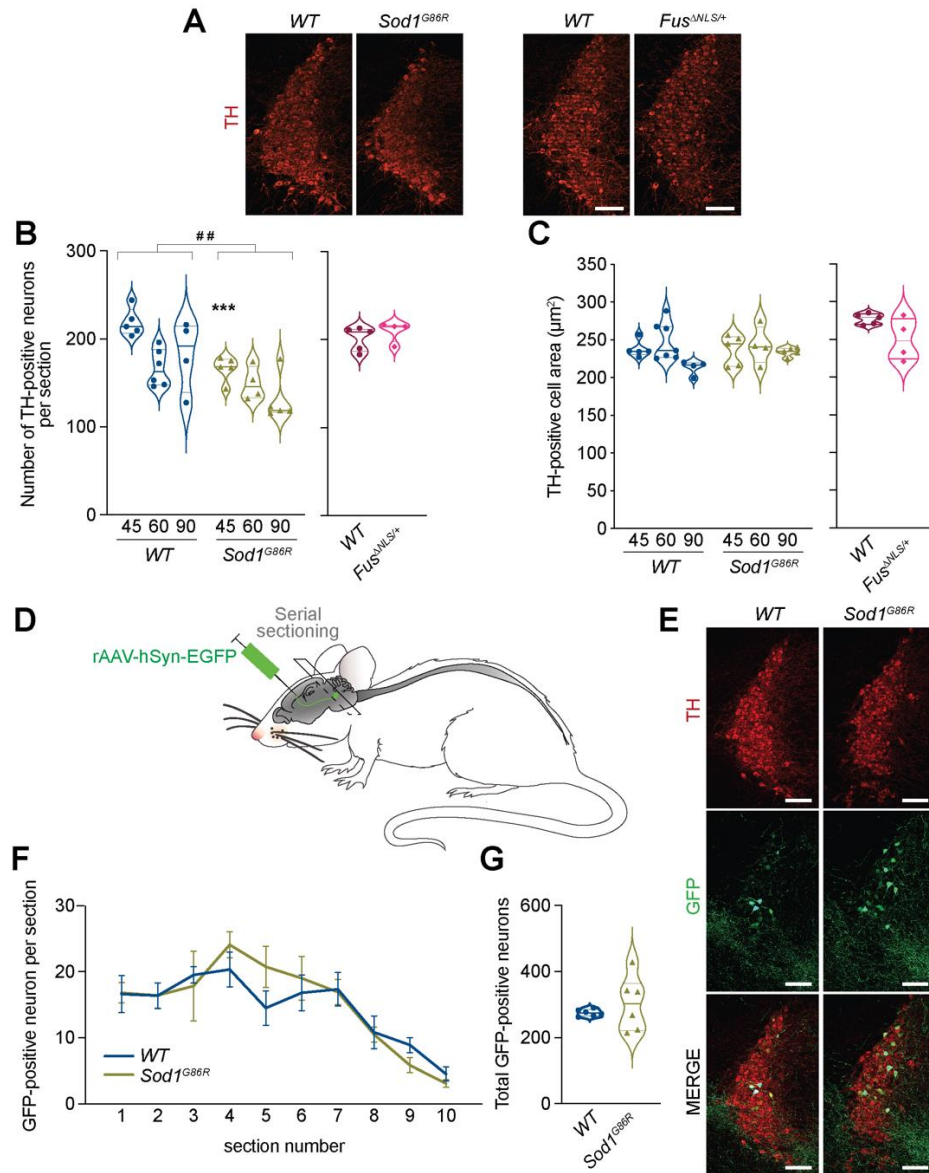 A
WT
Sod1G86R
WT
FusΔNLS/+
TH
B
##
***
Number of TH-positive neurons
per section
300
200
100
0
45 60 90
45 60 90
WT
Sod1G86R
WT
FusΔNLS/+
C
TH-positive cell area (µm²)
350
300
250
200
150
100
50
0
45 60 90
45 60 90
WT
Sod1G86R
WT
FusΔNLS/+
D
Serial
sectioning
rAAV-hSyn-EGFP
E
WT
Sod1G86R
TH
GFP
MERGE
F
GFP-positive neuron per section
30
20
10
0
WT
Sod1G86R
1 2 3 4 5 6 7 8 9 10
section number
G
Total GFP-positive neurons
600
400
200
0
WT
Sod1G86R